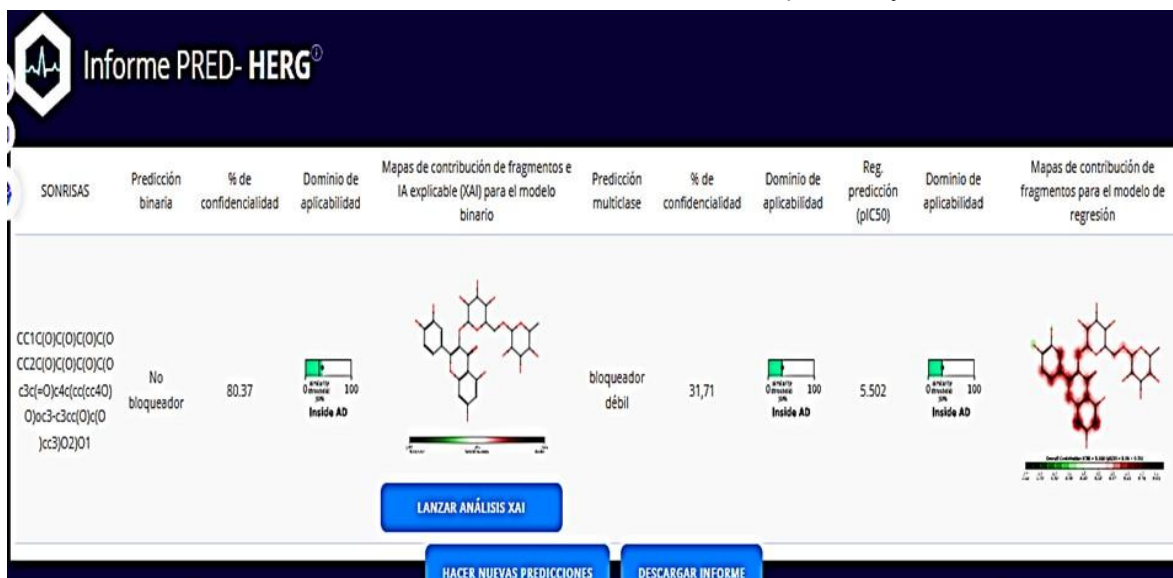 Informe PRED- HERG
SONRISAS
Predicción
binaria
% de
confidencialidad
Dominio de
aplicabilidad
Mapas de contribución de fragmentos e
IA explicable (XAI) para el modelo
binario
Predicción
multiclase
% de
confidencialidad
Dominio de
aplicabilidad
Reg.
predicción
(pIC50)
Dominio de
aplicabilidad
Mapas de contribución de
fragmentos para el modelo de
regresión
CC1C(O)C(O)C(O)C(O
CC2C(O)C(O)C(O)C(O
c3c(=O)c4c(cc(cc4O)
O)oc3-c3cc(O)c(O
)cc3)O2)O1
No
bloqueador
80.37
0
100
Inside AD
bloqueador
débil
31,71
0
100
Inside AD
5.502
0
100
Inside AD
LANZAR ANÁLISIS XAI
HACER NUEVAS PREDICCIONES
DESCARGAR INFORME